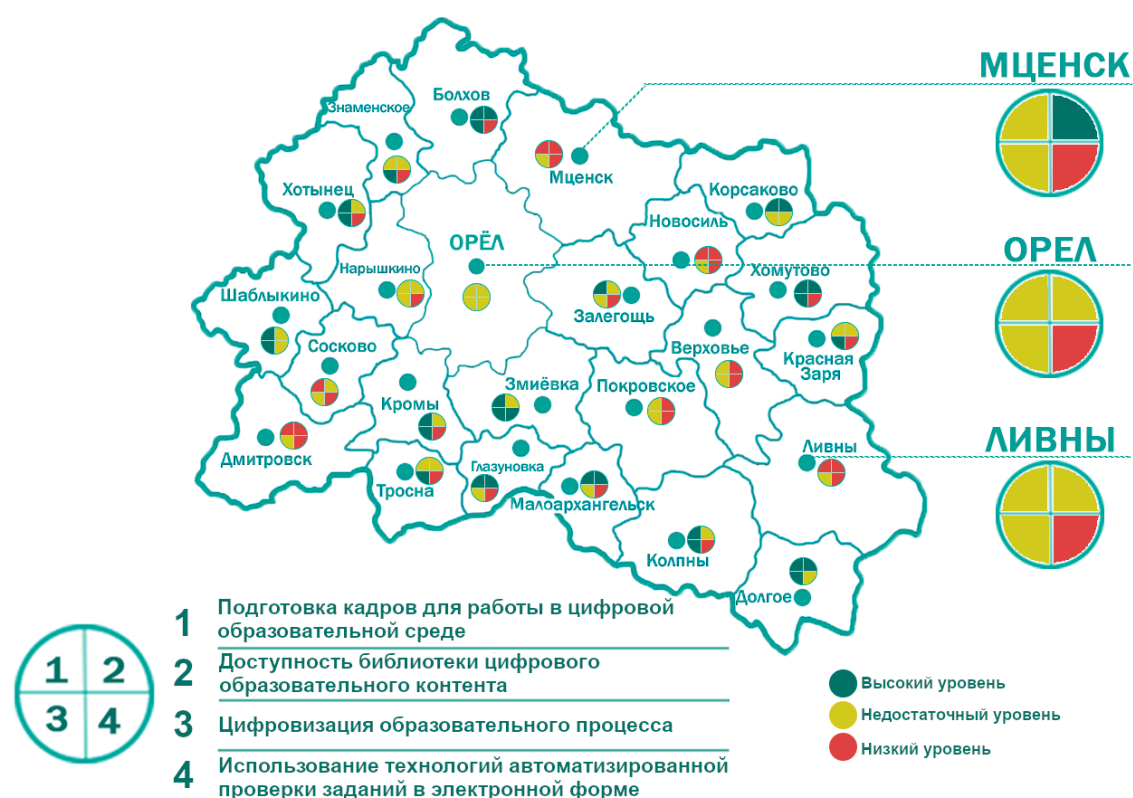 МЦЕНСК
Болхов
Знаменское
Мценск
Хотынец
Корсаково
Новосиль
ОРЁЛ
ОРЕЛ
Нарышкино
Хомутово
Шаблыкино
Залегощь
Сосково
Верховье
Красная
Заря
Змиёвка
Покровское
Кромы
ЛИВНЫ
Ливны
Дмитровск
Глазуновка
Тросна
Малоархангельск
Колпны
Долгое
1 2
3 4
1 Подготовка кадров для работы в цифровой
образовательной среде
2 Доступность библиотеки цифрового
образовательного контента
3 Цифровизация образовательного процесса
4 Использование технологий автоматизированной
проверки заданий в электронной форме
Высокий уровень
Недостаточный уровень
Низкий уровень